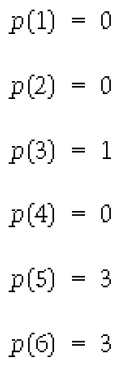 p(1) = 0
p(2) = 0
p(3) = 1
p(4) = 0
p(5) = 3
p(6) = 3